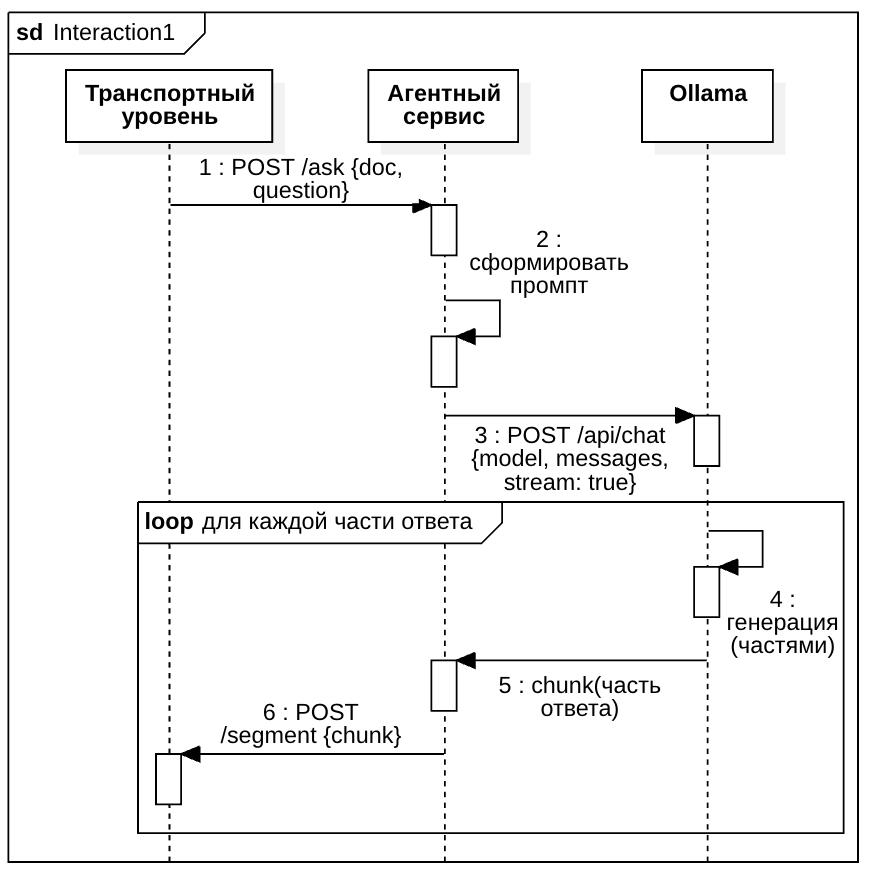 sd Interaction1
Транспортный
уровень
Агентный
сервис
Ollama
1 : POST /ask {doc,
question}
2 :
сформировать
промпт
3 : POST /api/chat
{model, messages,
stream: true}
loop для каждой части ответа
4 :
генерация
(частями)
5 : chunk(часть
ответа)
6 : POST
/segment {chunk}